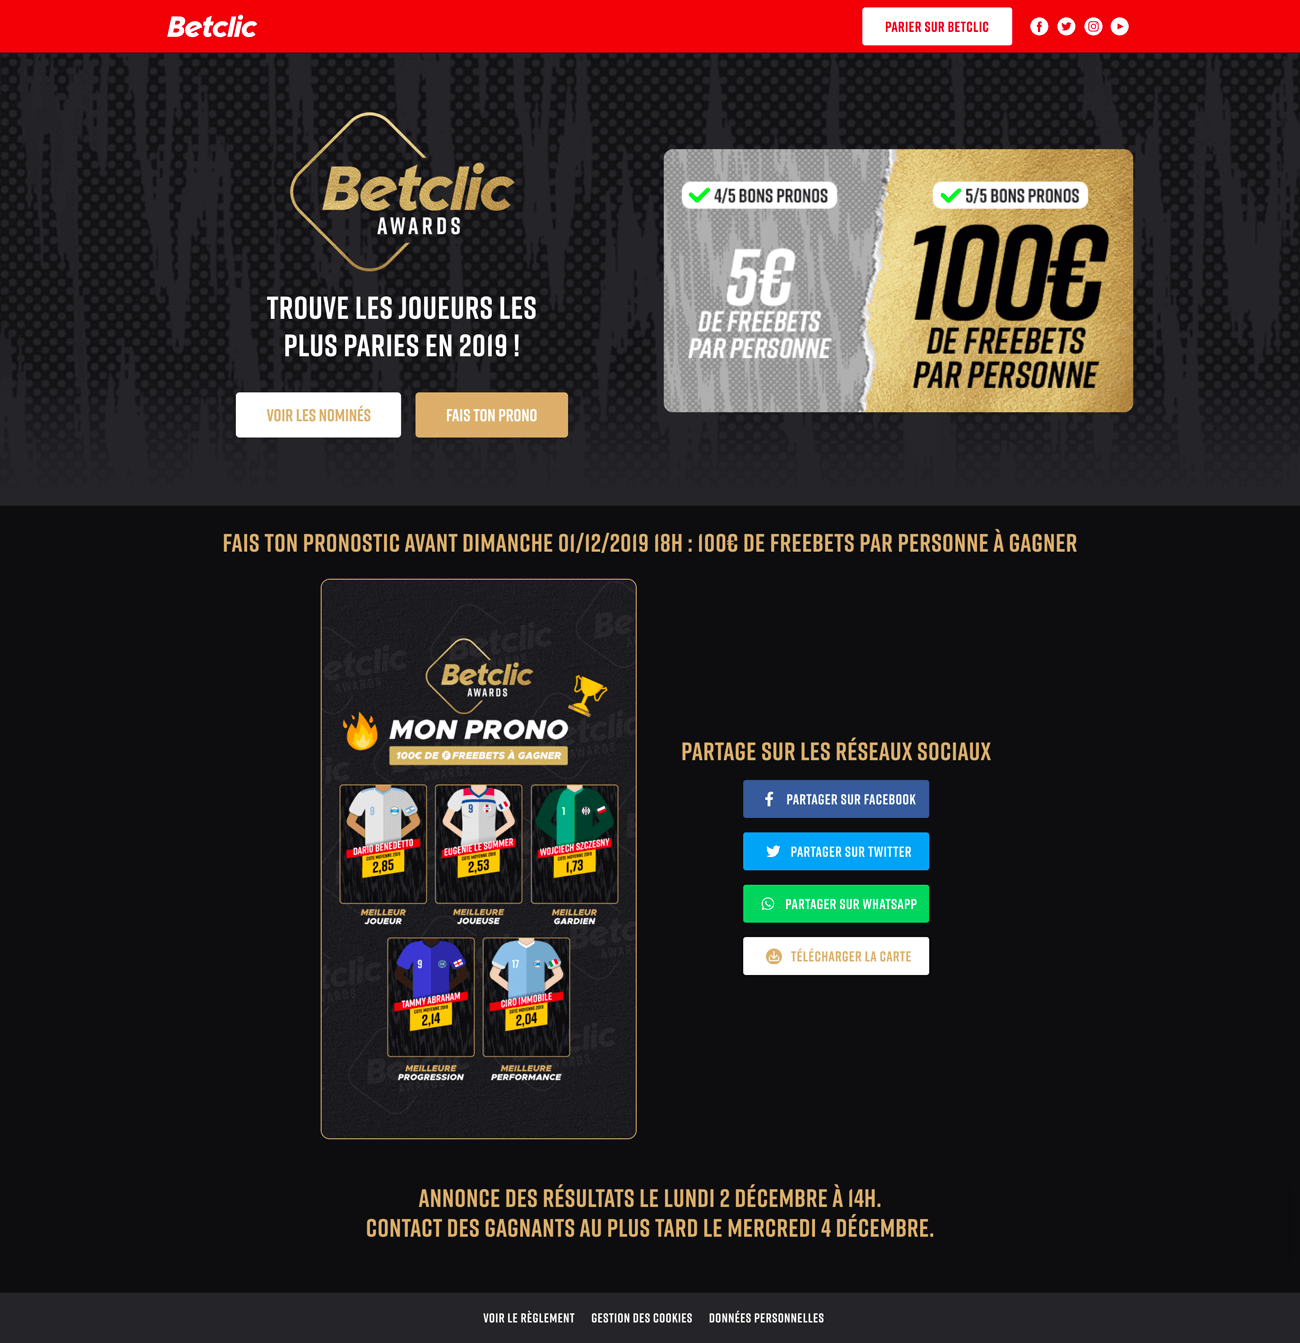 Betclic
PARIER SUR BETCLIC
Betclic
AWARDS
TROUVE LES JOUEURS LES
PLUS PARIES EN 2019 !
VOIR LES NOMINÉS
FAIS TON PRONO
4/5 BONS PRONOS
5€
DE FREEBETS
PAR PERSONNE
5/5 BONS PRONOS
100€
DE FREEBETS
PAR PERSONNE
FAIS TON PRONOSTIC AVANT DIMANCHE 01/12/2019 18H : 100€ DE FREEBETS PAR PERSONNE À GAGNER
Betclic
AWARDS
MON PRONO
100€ DE FREEBETS À GAGNER
9
DARIO BENEDETTO
COTE MOYENNE 2019
2,85
MEILLEUR
JOUEUR
9
EUGENIE LE SOMMER
COTE MOYENNE 2019
2,53
MEILLEURE
JOUEUSE
1
WOJCIECH SZCZESNY
COTE MOYENNE 2019
1,73
MEILLEUR
GARDIEN
9
TAMMY ABRAHAM
COTE MOYENNE 2019
2,14
MEILLEURE
PROGRESSION
17
CIRO IMMOBILE
COTE MOYENNE 2019
2,04
MEILLEURE
PERFORMANCE
PARTAGE SUR LES RÉSEAUX SOCIAUX
PARTAGER SUR FACEBOOK
PARTAGER SUR TWITTER
PARTAGER SUR WHATSAPP
TÉLÉCHARGER LA CARTE
ANNONCE DES RÉSULTATS LE LUNDI 2 DÉCEMBRE À 14H.
CONTACT DES GAGNANTS AU PLUS TARD LE MERCREDI 4 DÉCEMBRE.
VOIR LE RÈGLEMENT
GESTION DES COOKIES
DONNÉES PERSONNELLES